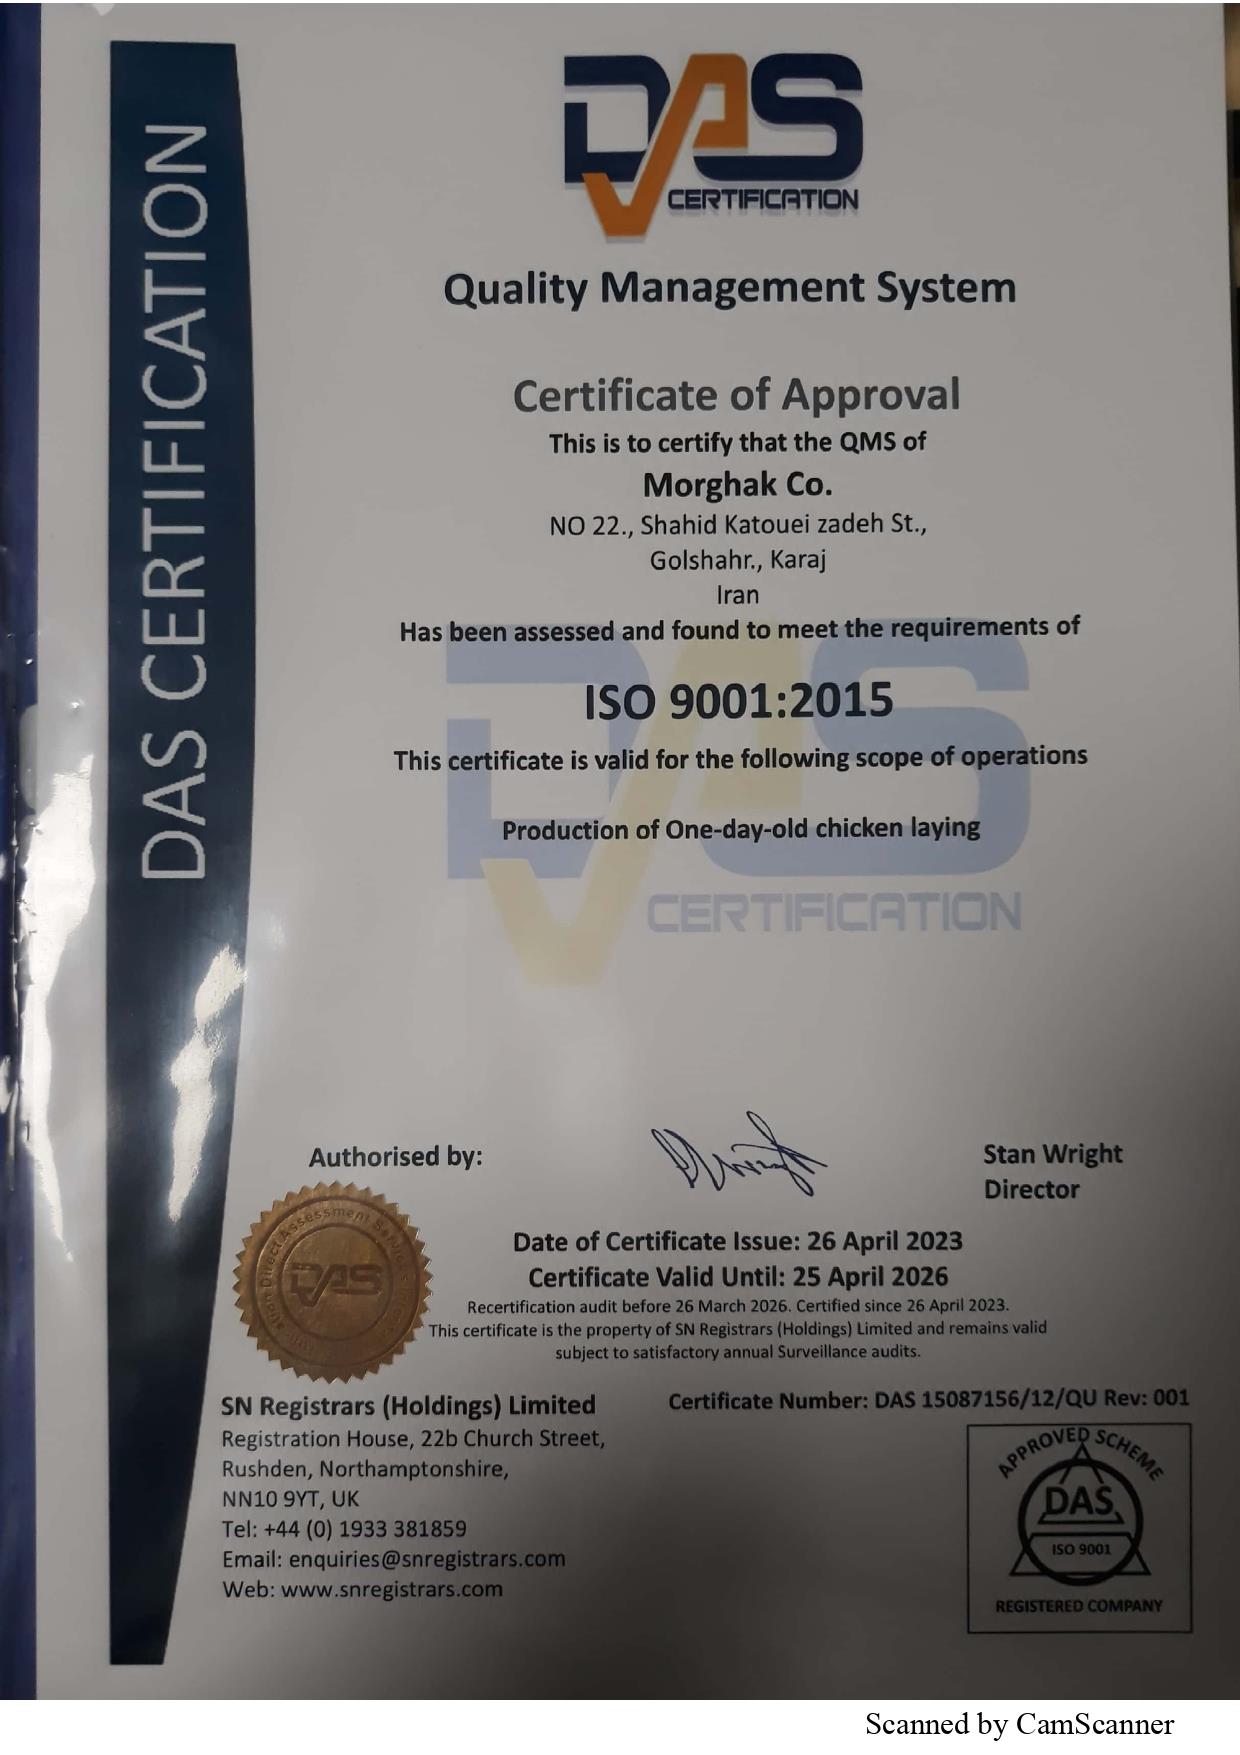 DAS CERTIFICATION
DAS
CERTIFICATION
Quality Management System
Certificate of Approval
This is to certify that the QMS of
Morghak Co.
NO 22., Shahid Katouei zadeh St.,
Golshahr., Karaj
Iran
Has been assessed and found to meet the requirements of
ISO 9001:2015
This certificate is valid for the following scope of operations
Production of One-day-old chicken laying
DAS
CERTIFICATION
Authorised by:
Stan Wright
Director
Direct Assessment
DAS
Date of Certificate Issue: 26 April 2023
Certificate Valid Until: 25 April 2026
Recertification audit before 26 March 2026. Certified since 26 April 2023.
This certificate is the property of SN Registrars (Holdings) Limited and remains valid
subject to satisfactory annual Surveillance audits.
SN Registrars (Holdings) Limited
Registration House, 22b Church Street,
Rushden, Northamptonshire,
NN10 9YT, UK
Tel: +44 (0) 1933 381859
Email: enquiries@snregistrars.com
Web: www.snregistrars.com
Certificate Number: DAS 15087156/12/QU Rev: 001
APPROVED SCHEME
DAS
ISO 9001
REGISTERED COMPANY
Scanned by CamScanner